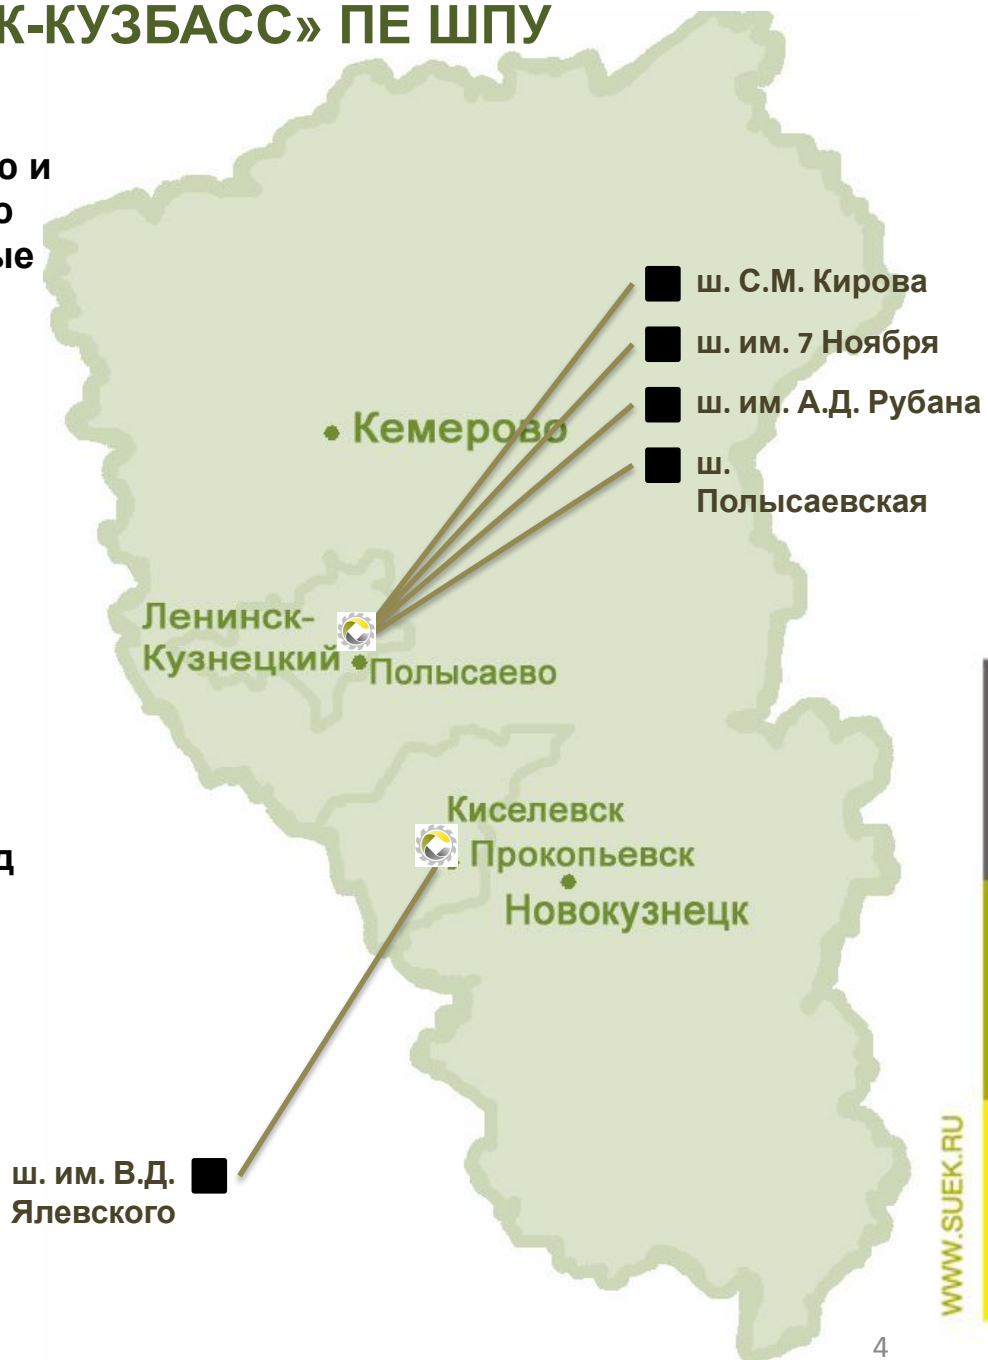 К-КУЗБАСС» ПЕ ШПУ
о и
о
ые
ш. С.М. Кирова
ш. им. 7 Ноября
ш. им. А.Д. Рубана
ш.
Полысаевская
Кемерово
Ленинск-
Кузнецкий
Полысаево
Киселевск
Прокопьевск
Новокузнецк
д
ш. им. В.Д.
Ялевского
WWW.SUEK.RU
4